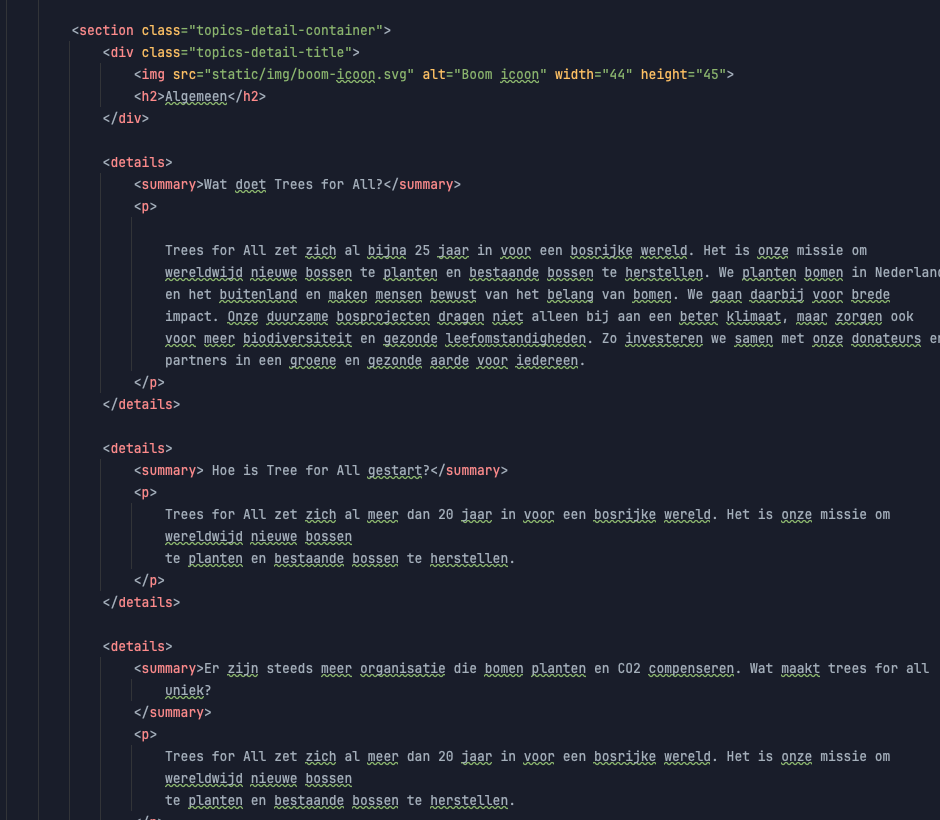 <section class="topics-detail-container">
<div class="topics-detail-title">
<img src="static/img/boom-icoon.svg" alt="Boom icoon" width="44" height="45">
<h2>Algemeen</h2>
</div>
<details>
<summary>Wat doet Trees for All?</summary>
<p>
Trees for All zet zich al bijna 25 jaar in voor een bosrijke wereld. Het is onze missie om
wereldwijd nieuwe bossen te planten en bestaande bossen te herstellen. We planten bomen in Nederland
en het buitenland en maken mensen bewust van het belang van bomen. We gaan daarbij voor brede
impact. Onze duurzame bosprojecten dragen niet alleen bij aan een beter klimaat, maar zorgen ook
voor meer biodiversiteit en gezonde leefomstandigheden. Zo investeren we samen met onze donateurs en
partners in een groene en gezonde aarde voor iedereen.
</p>
</details>
<details>
<summary> Hoe is Tree for All gestart?</summary>
<p>
Trees for All zet zich al meer dan 20 jaar in voor een bosrijke wereld. Het is onze missie om
wereldwijd nieuwe bossen
te planten en bestaande bossen te herstellen.
</p>
</details>
<details>
<summary>Er zijn steeds meer organisatie die bomen planten en CO2 compenseren. Wat maakt trees for all
uniek?
</summary>
<p>
Trees for All zet zich al meer dan 20 jaar in voor een bosrijke wereld. Het is onze missie om
wereldwijd nieuwe bossen
te planten en bestaande bossen te herstellen.